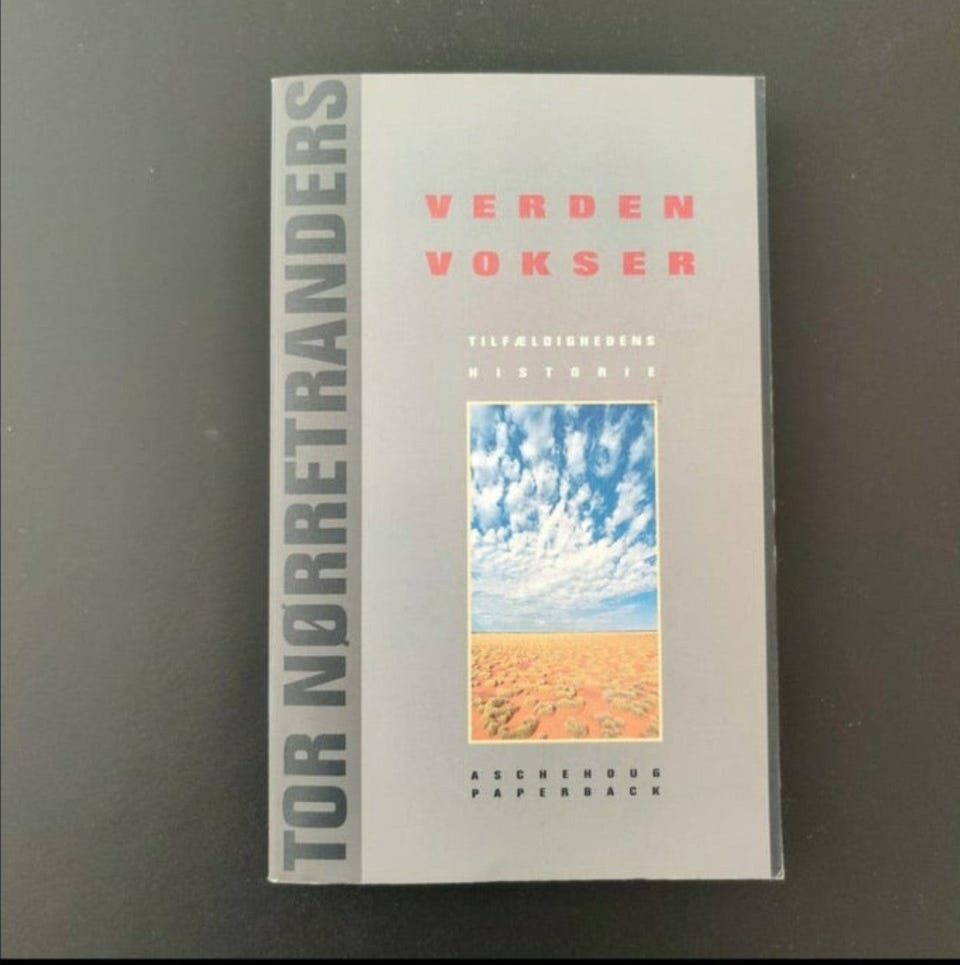 TOR NØRRETRANDERS
VERDEN
VOKSER
TILFÆLDIGHEDENS
HISTORIE
ASCHEHOUG
PAPERBACK